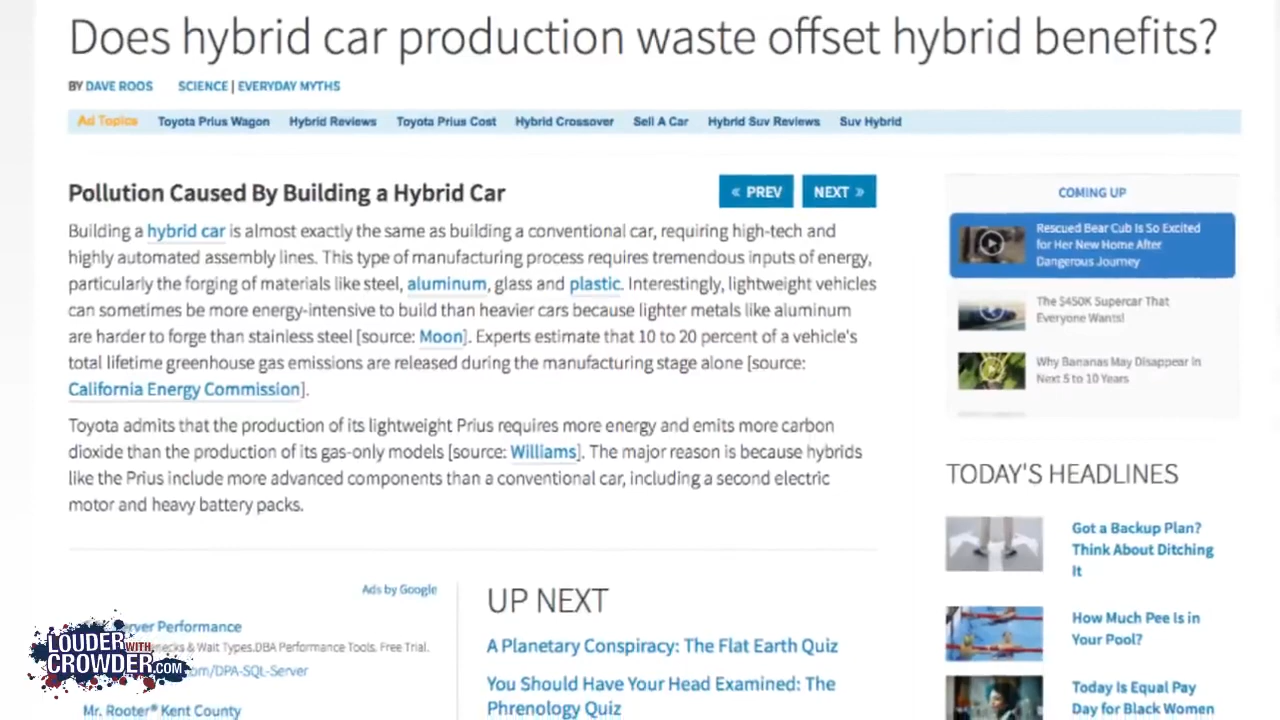 Does hybrid car production waste offset hybrid benefits?
BY DAVE ROOS SCIENCE | EVERYDAY MYTHS
Ad Topics Toyota Prius Wagon Hybrid Reviews Toyota Prius Cost Hybrid Crossover Sell A Car Hybrid Suv Reviews Suv Hybrid
Pollution Caused By Building a Hybrid Car
« PREV NEXT »
Building a hybrid car is almost exactly the same as building a conventional car, requiring high-tech and
highly automated assembly lines. This type of manufacturing process requires tremendous inputs of energy,
particularly the forging of materials like steel, aluminum, glass and plastic. Interestingly, lightweight vehicles
can sometimes be more energy-intensive to build than heavier cars because lighter metals like aluminum
are harder to forge than stainless steel [source: Moon]. Experts estimate that 10 to 20 percent of a vehicle's
total lifetime greenhouse gas emissions are released during the manufacturing stage alone [source:
California Energy Commission].
Toyota admits that the production of its lightweight Prius requires more energy and emits more carbon
dioxide than the production of its gas-only models [source: Williams]. The major reason is because hybrids
like the Prius include more advanced components than a conventional car, including a second electric
motor and heavy battery packs.
COMING UP
Rescued Bear Cub Is So Excited
for Her New Home After
Dangerous Journey
The $450K Supercar That
Everyone Wants!
Why Bananas May Disappear in
Next 5 to 10 Years
TODAY'S HEADLINES
Got a Backup Plan?
Think About Ditching
It
How Much Pee Is in
Your Pool?
Today Is Equal Pay
Day for Black Women
Ads by Google
Performance
& Wait Types.DBA Performance Tools. Free Trial.
/DPA-SQL-Server
Mr. Rooter® Kent County
UP NEXT
A Planetary Conspiracy: The Flat Earth Quiz
You Should Have Your Head Examined: The
Phrenology Quiz
LOUDER WITH
CROWDER.COM